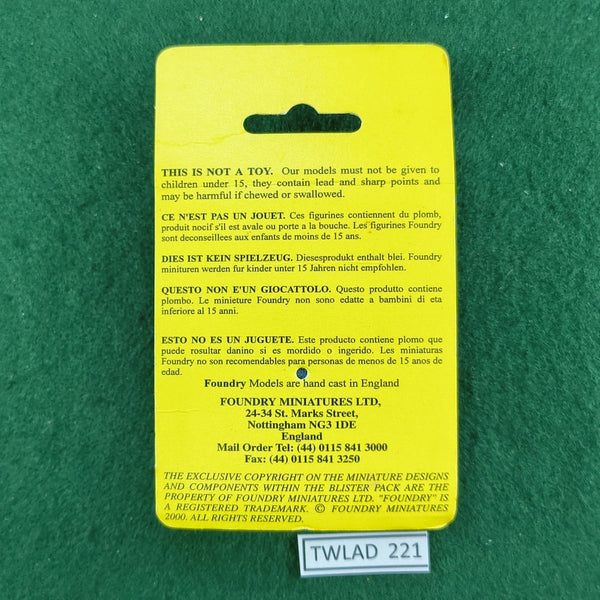 THIS IS NOT A TOY. Our models must not be given to
children under 15, they contain lead and sharp points and
may be harmful if chewed or swallowed.
CE N'EST PAS UN JOUET. Ces figurines contiennent du plomb,
produit nocif s'il est avale ou porte a la bouche. Les figurines Foundry
sont deconseillees aux enfants de moins de 15 ans.
DIES IST KEIN SPIELZEUG. Diesesprodukt enthalt blei. Foundry
minituren werden fur kinder unter 15 Jahren nicht empfohlen.
QUESTO NON E'UN GIOCATTOLO. Questo produtto contiene
plombo. Le minieture Foundry non sono edatte a bambini di eta
inferiore al 15 anni.
ESTO NO ES UN JUGUETE. Este producto contiene plomo que
puede rosultar danino si es mordido o ingerido. Les miniaturas
Foundry no son recomendables para personas de menos de 15 anos de
edad.
Foundry Models are hand cast in England
FOUNDRY MINIATURES LTD,
24-34 St. Marks Street,
Nottingham NG3 1DE
England
Mail Order Tel: (44) 0115 841 3000
Fax: (44) 0115 841 3250
THE EXCLUSIVE COPYRIGHT ON THE MINIATURE DESIGNS
AND COMPONENTS WITHIN THE BLISTER PACK ARE THE
PROPERTY OF FOUNDRY MINIATURES LTD. "FOUNDRY" IS
A REGISTERED TRADEMARK. © FOUNDRY MINIATURES
2000. ALL RIGHTS RESERVED.
TWLAD 221